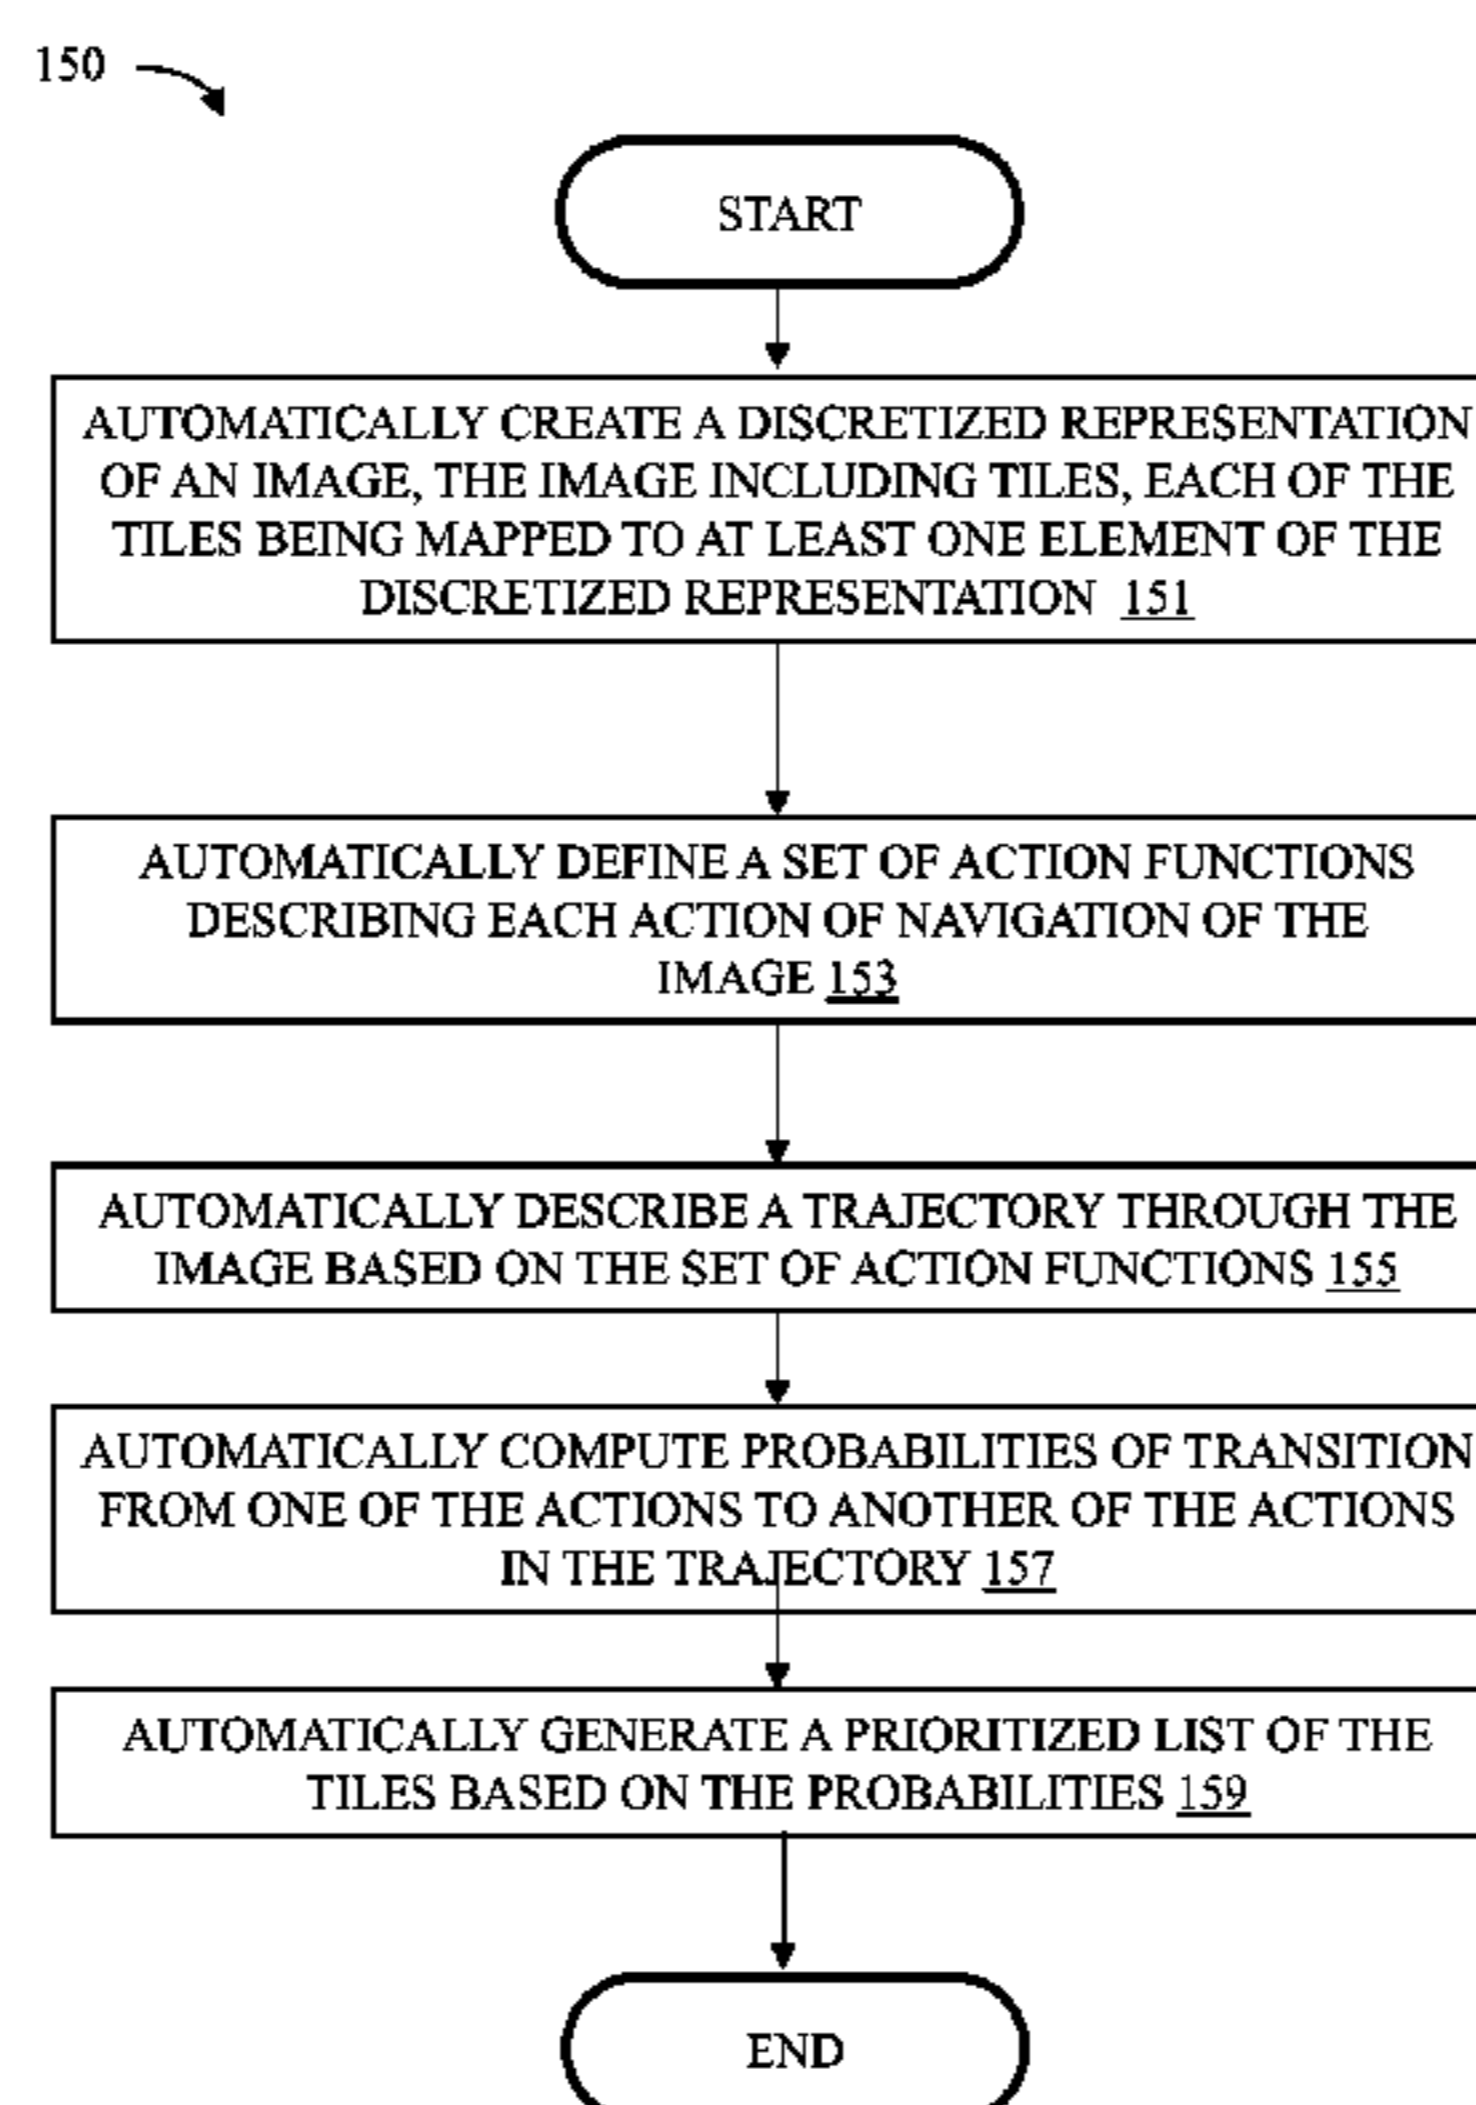 150
START
AUTOMATICALLY CREATE A DISCRETIZED REPRESENTATION
OF AN IMAGE, THE IMAGE INCLUDING TILES, EACH OF THE
TILES BEING MAPPED TO AT LEAST ONE ELEMENT OF THE
DISCRETIZED REPRESENTATION 151
AUTOMATICALLY DEFINE A SET OF ACTION FUNCTIONS
DESCRIBING EACH ACTION OF NAVIGATION OF THE
IMAGE 153
AUTOMATICALLY DESCRIBE A TRAJECTORY THROUGH THE
IMAGE BASED ON THE SET OF ACTION FUNCTIONS 155
AUTOMATICALLY COMPUTE PROBABILITIES OF TRANSITION
FROM ONE OF THE ACTIONS TO ANOTHER OF THE ACTIONS
IN THE TRAJECTORY 157
AUTOMATICALLY GENERATE A PRIORITIZED LIST OF THE
TILES BASED ON THE PROBABILITIES 159
END